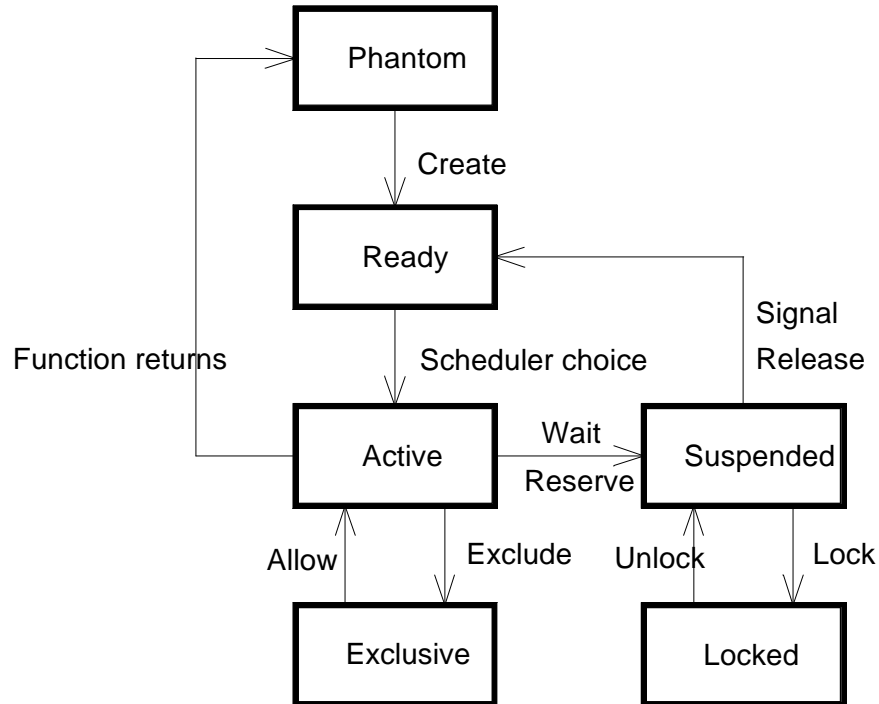 Phantom
Create
Ready
Signal
Release
Function returns
Scheduler choice
Active
Wait
Reserve
Suspended
Allow
Exclude
Unlock
Lock
Exclusive
Locked